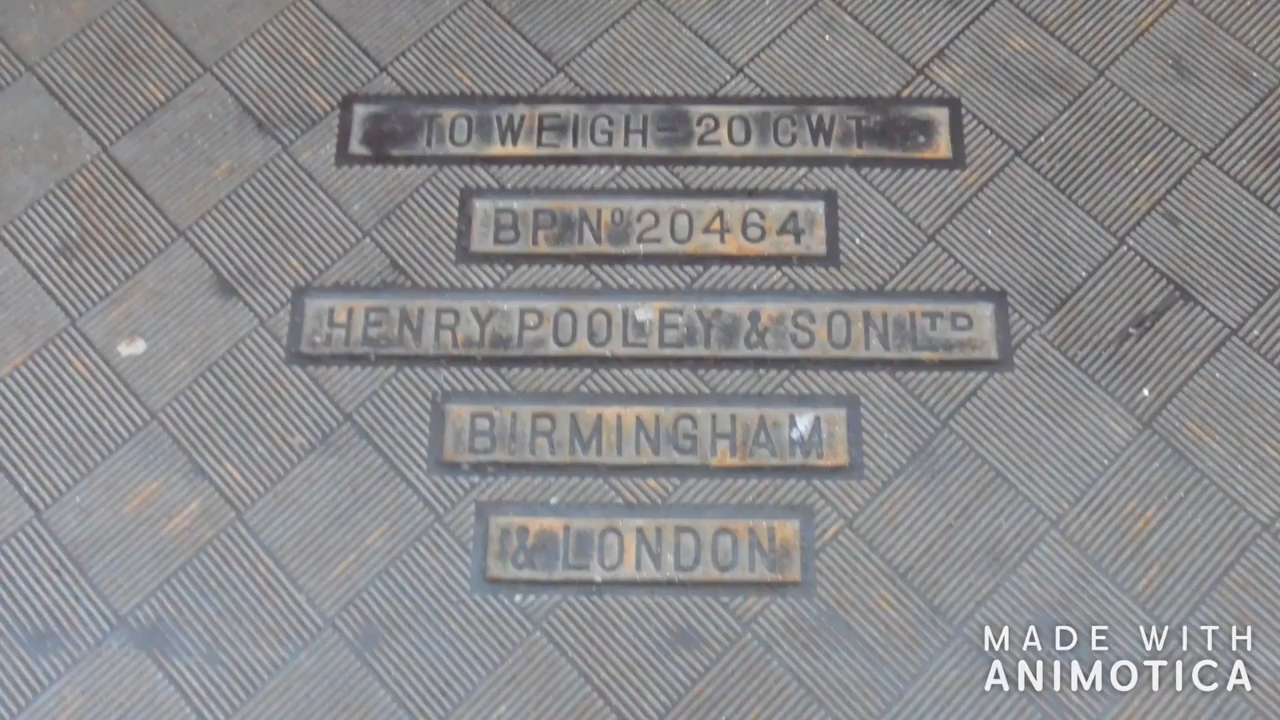 TO WEIGH-20 CWT
BP Nº 20464
HENRY POOLEY & SON LTD
BIRMINGHAM
& LONDON
MADE WITH
ANIMOTICA